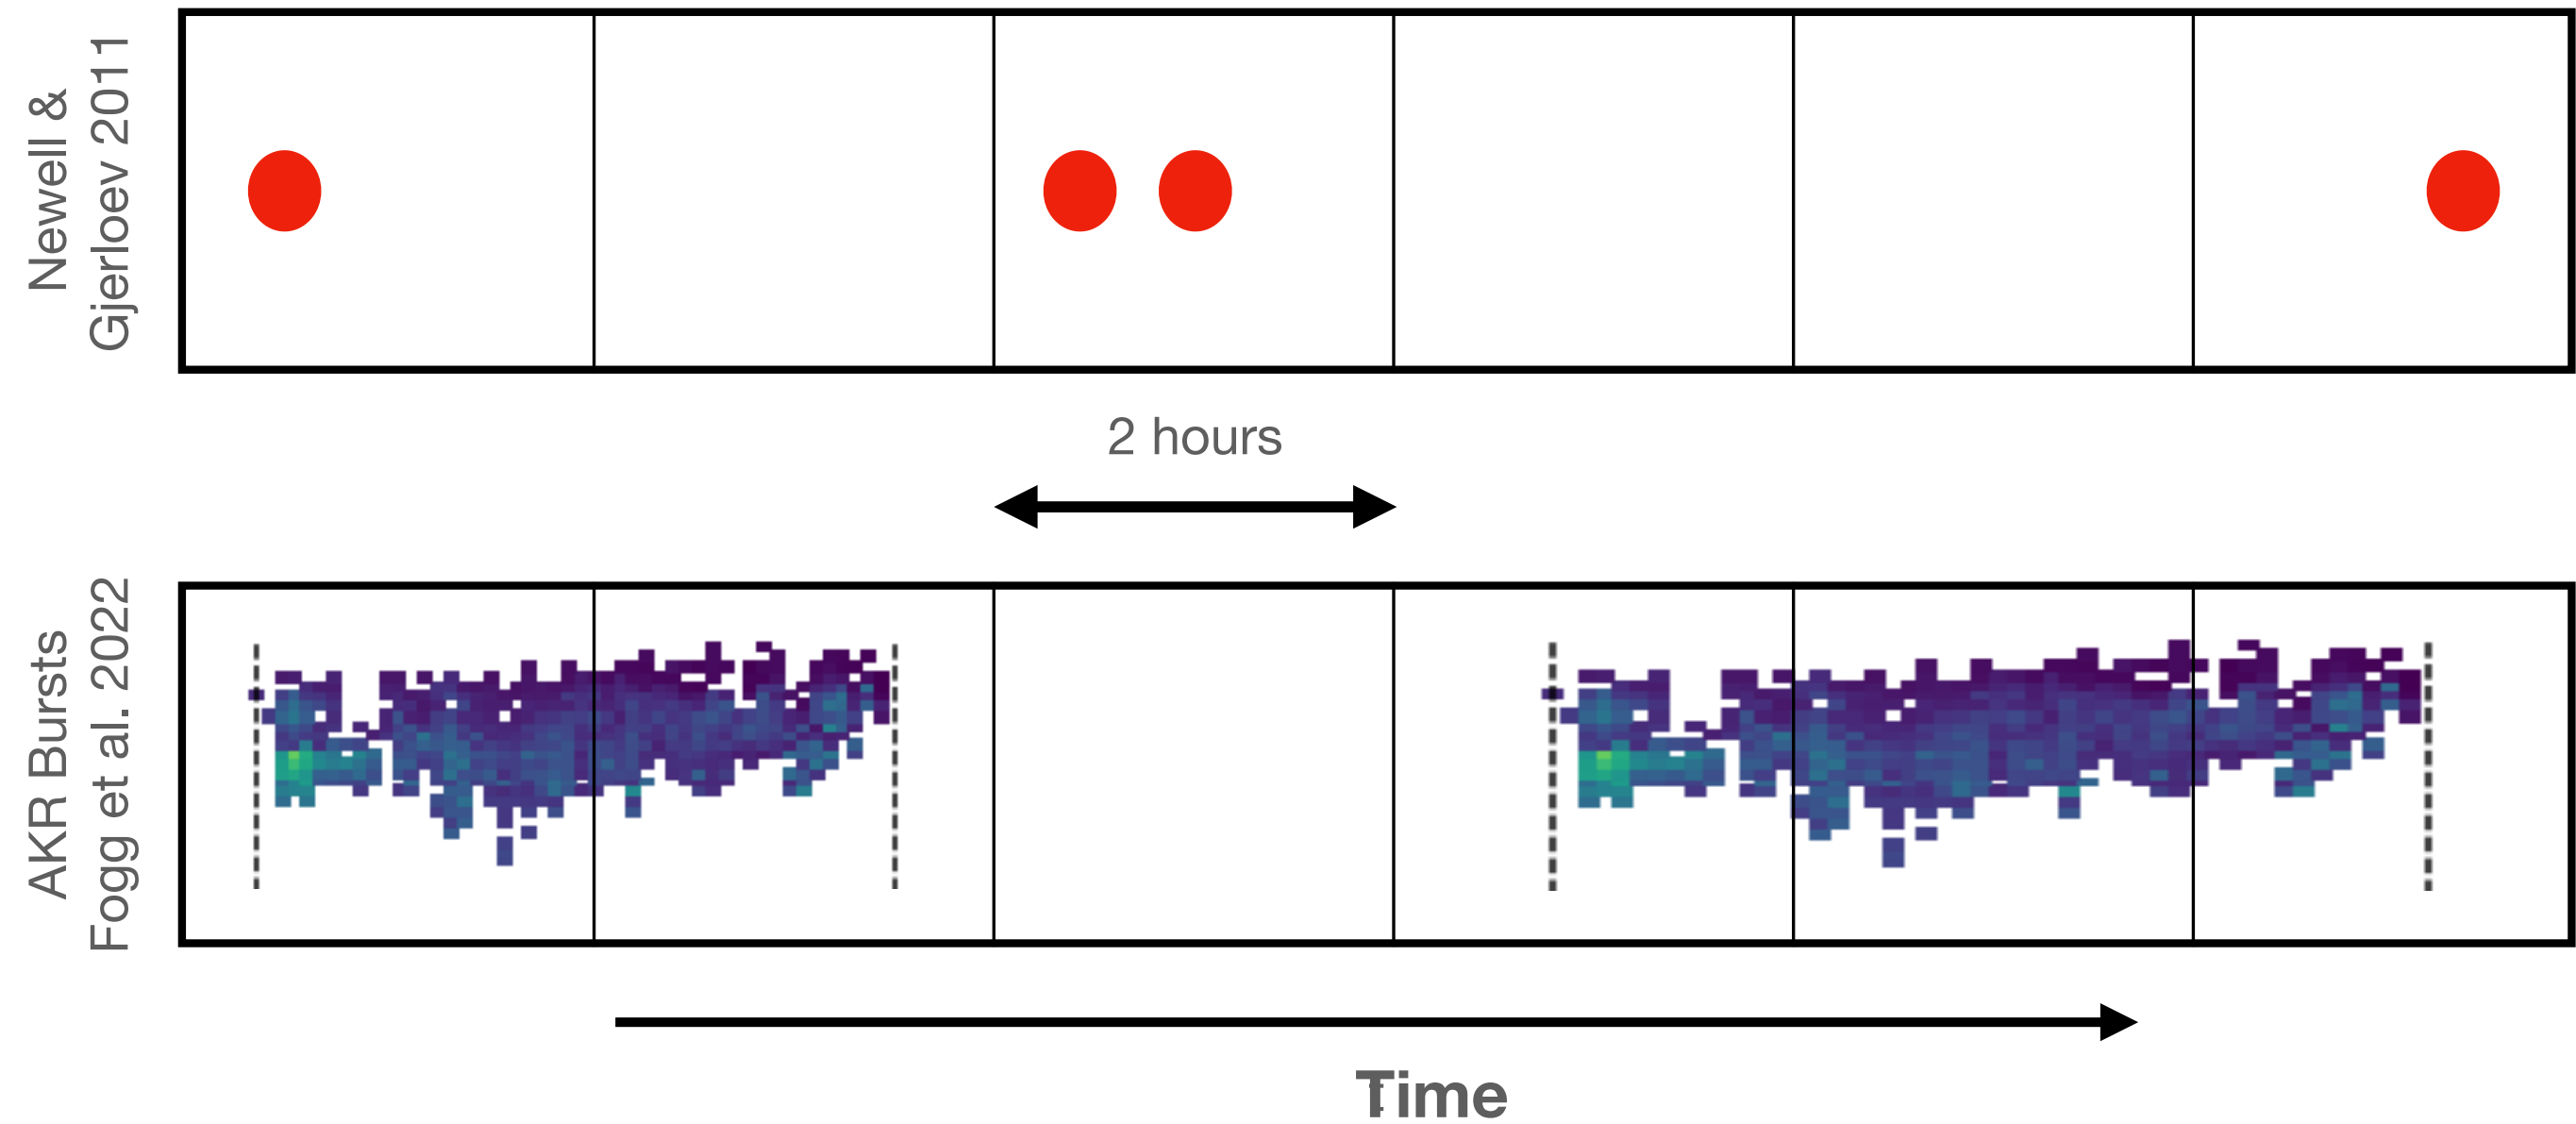 Newell &
Gjerloev 2011
2 hours
AKR Bursts
Fogg et al. 2022
Time